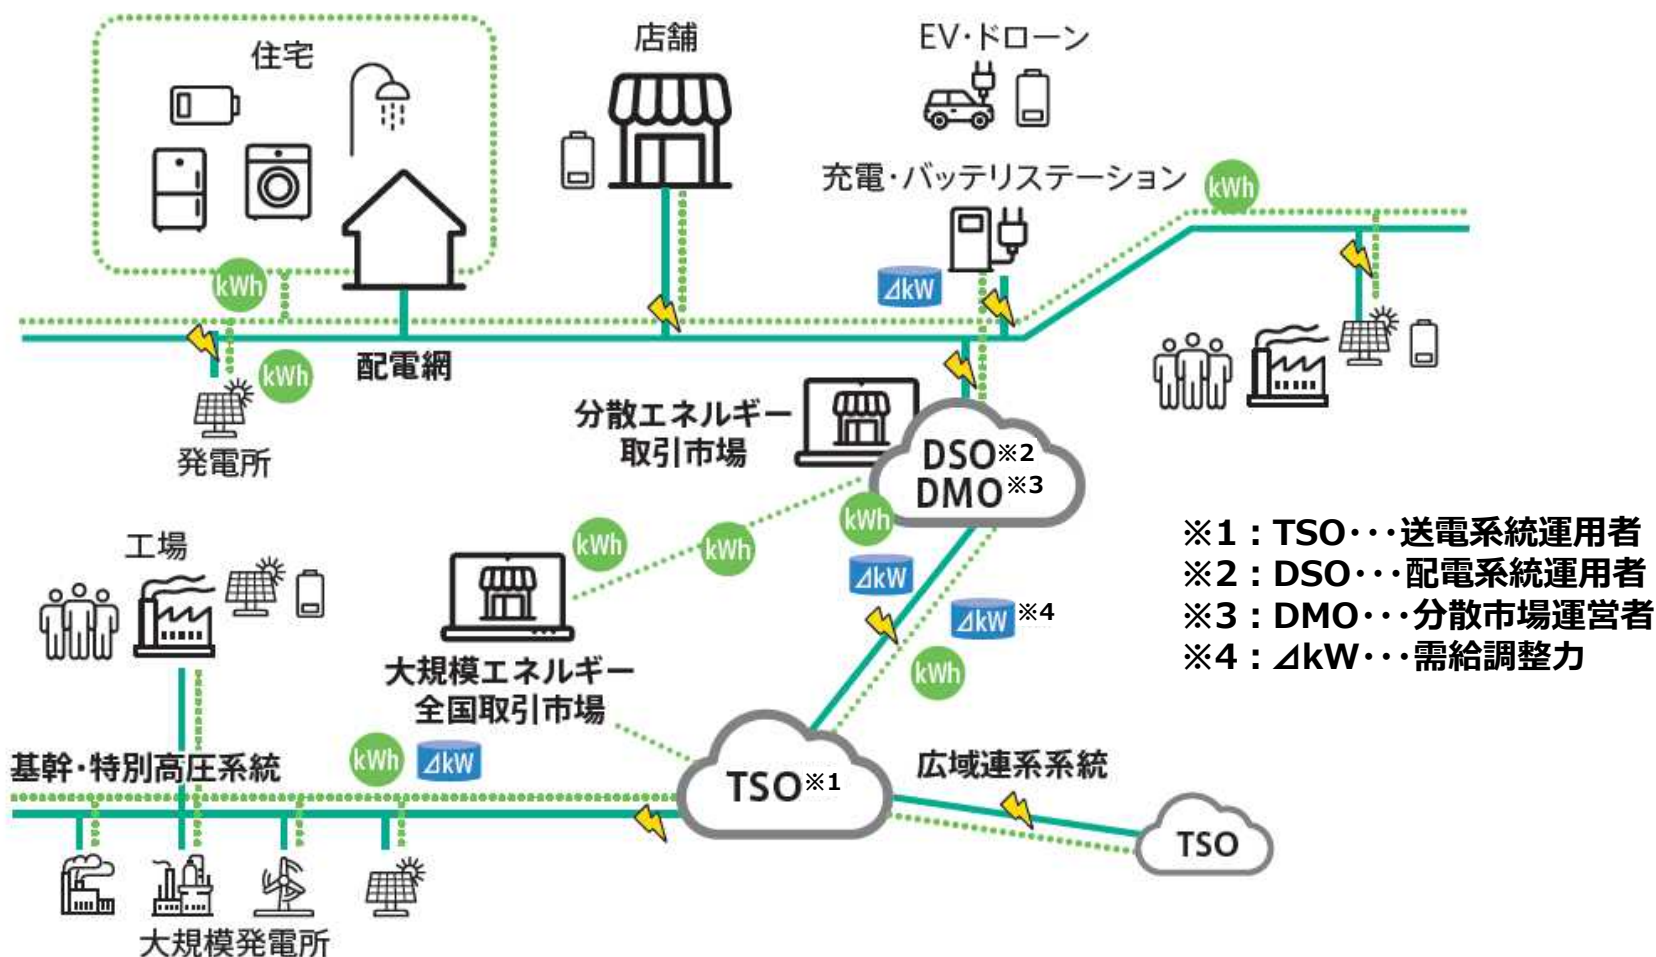 住宅
店舗
EV・ドローン
充電・バッテリステーション
kWh
kWh
⊿kW
kWh
配電網
発電所
分散エネルギー
取引市場
DSO※2
DMO※3
kWh
kWh
kWh
工場
⊿kW
⊿kW※4
kWh
大規模エネルギー
全国取引市場
※1：TSO･･･送電系統運用者
※2：DSO･･･配電系統運用者
※3：DMO･･･分散市場運営者
※4：⊿kW･･･需給調整力
基幹・特別高圧系統
kWh
⊿kW
TSO※1
広域連系系統
TSO
大規模発電所